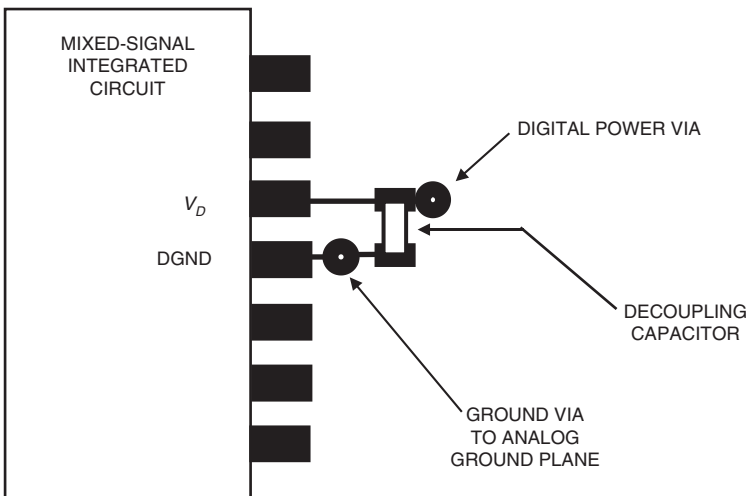 MIXED-SIGNAL
INTEGRATED
CIRCUIT
DIGITAL POWER VIA
V_D
DGND
DECOUPLING
CAPACITOR
GROUND VIA
TO ANALOG
GROUND PLANE